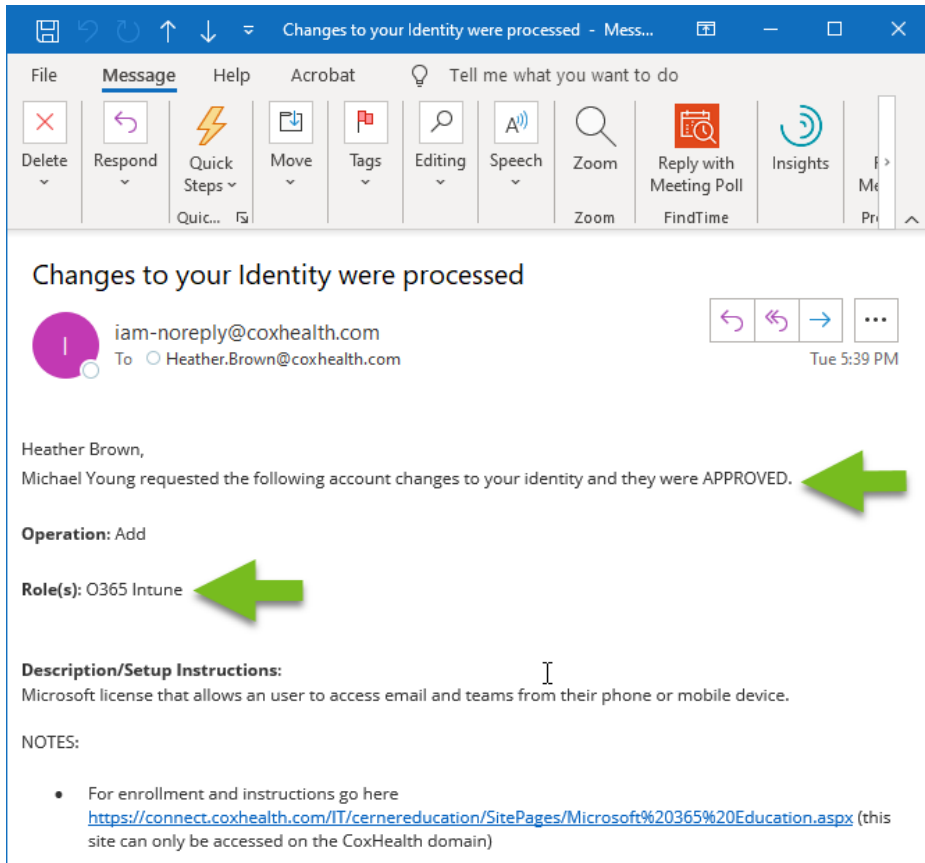 Changes to your Identity were processed - Mess...
File Message Help Acrobat Tell me what you want to do
Delete Respond Quick Steps Move Tags Editing Speech Zoom Reply with Meeting Poll Insights
Quic... Zoom FindTime
Changes to your Identity were processed
I
iam-noreply@coxhealth.com
To Heather.Brown@coxhealth.com
Tue 5:39 PM
Heather Brown,
Michael Young requested the following account changes to your identity and they were APPROVED.
Operation: Add
Role(s): O365 Intune
Description/Setup Instructions:
Microsoft license that allows an user to access email and teams from their phone or mobile device.
NOTES:
• For enrollment and instructions go here
https://connect.coxhealth.com/IT/cernereducation/SitePages/Microsoft%20365%20Education.aspx (this
site can only be accessed on the CoxHealth domain)